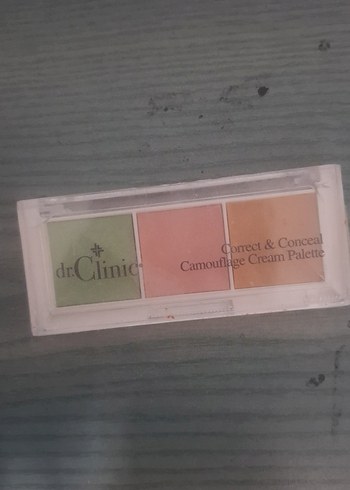 dr.Clinic
Correct & Conceal
Camouflage Cream Palette